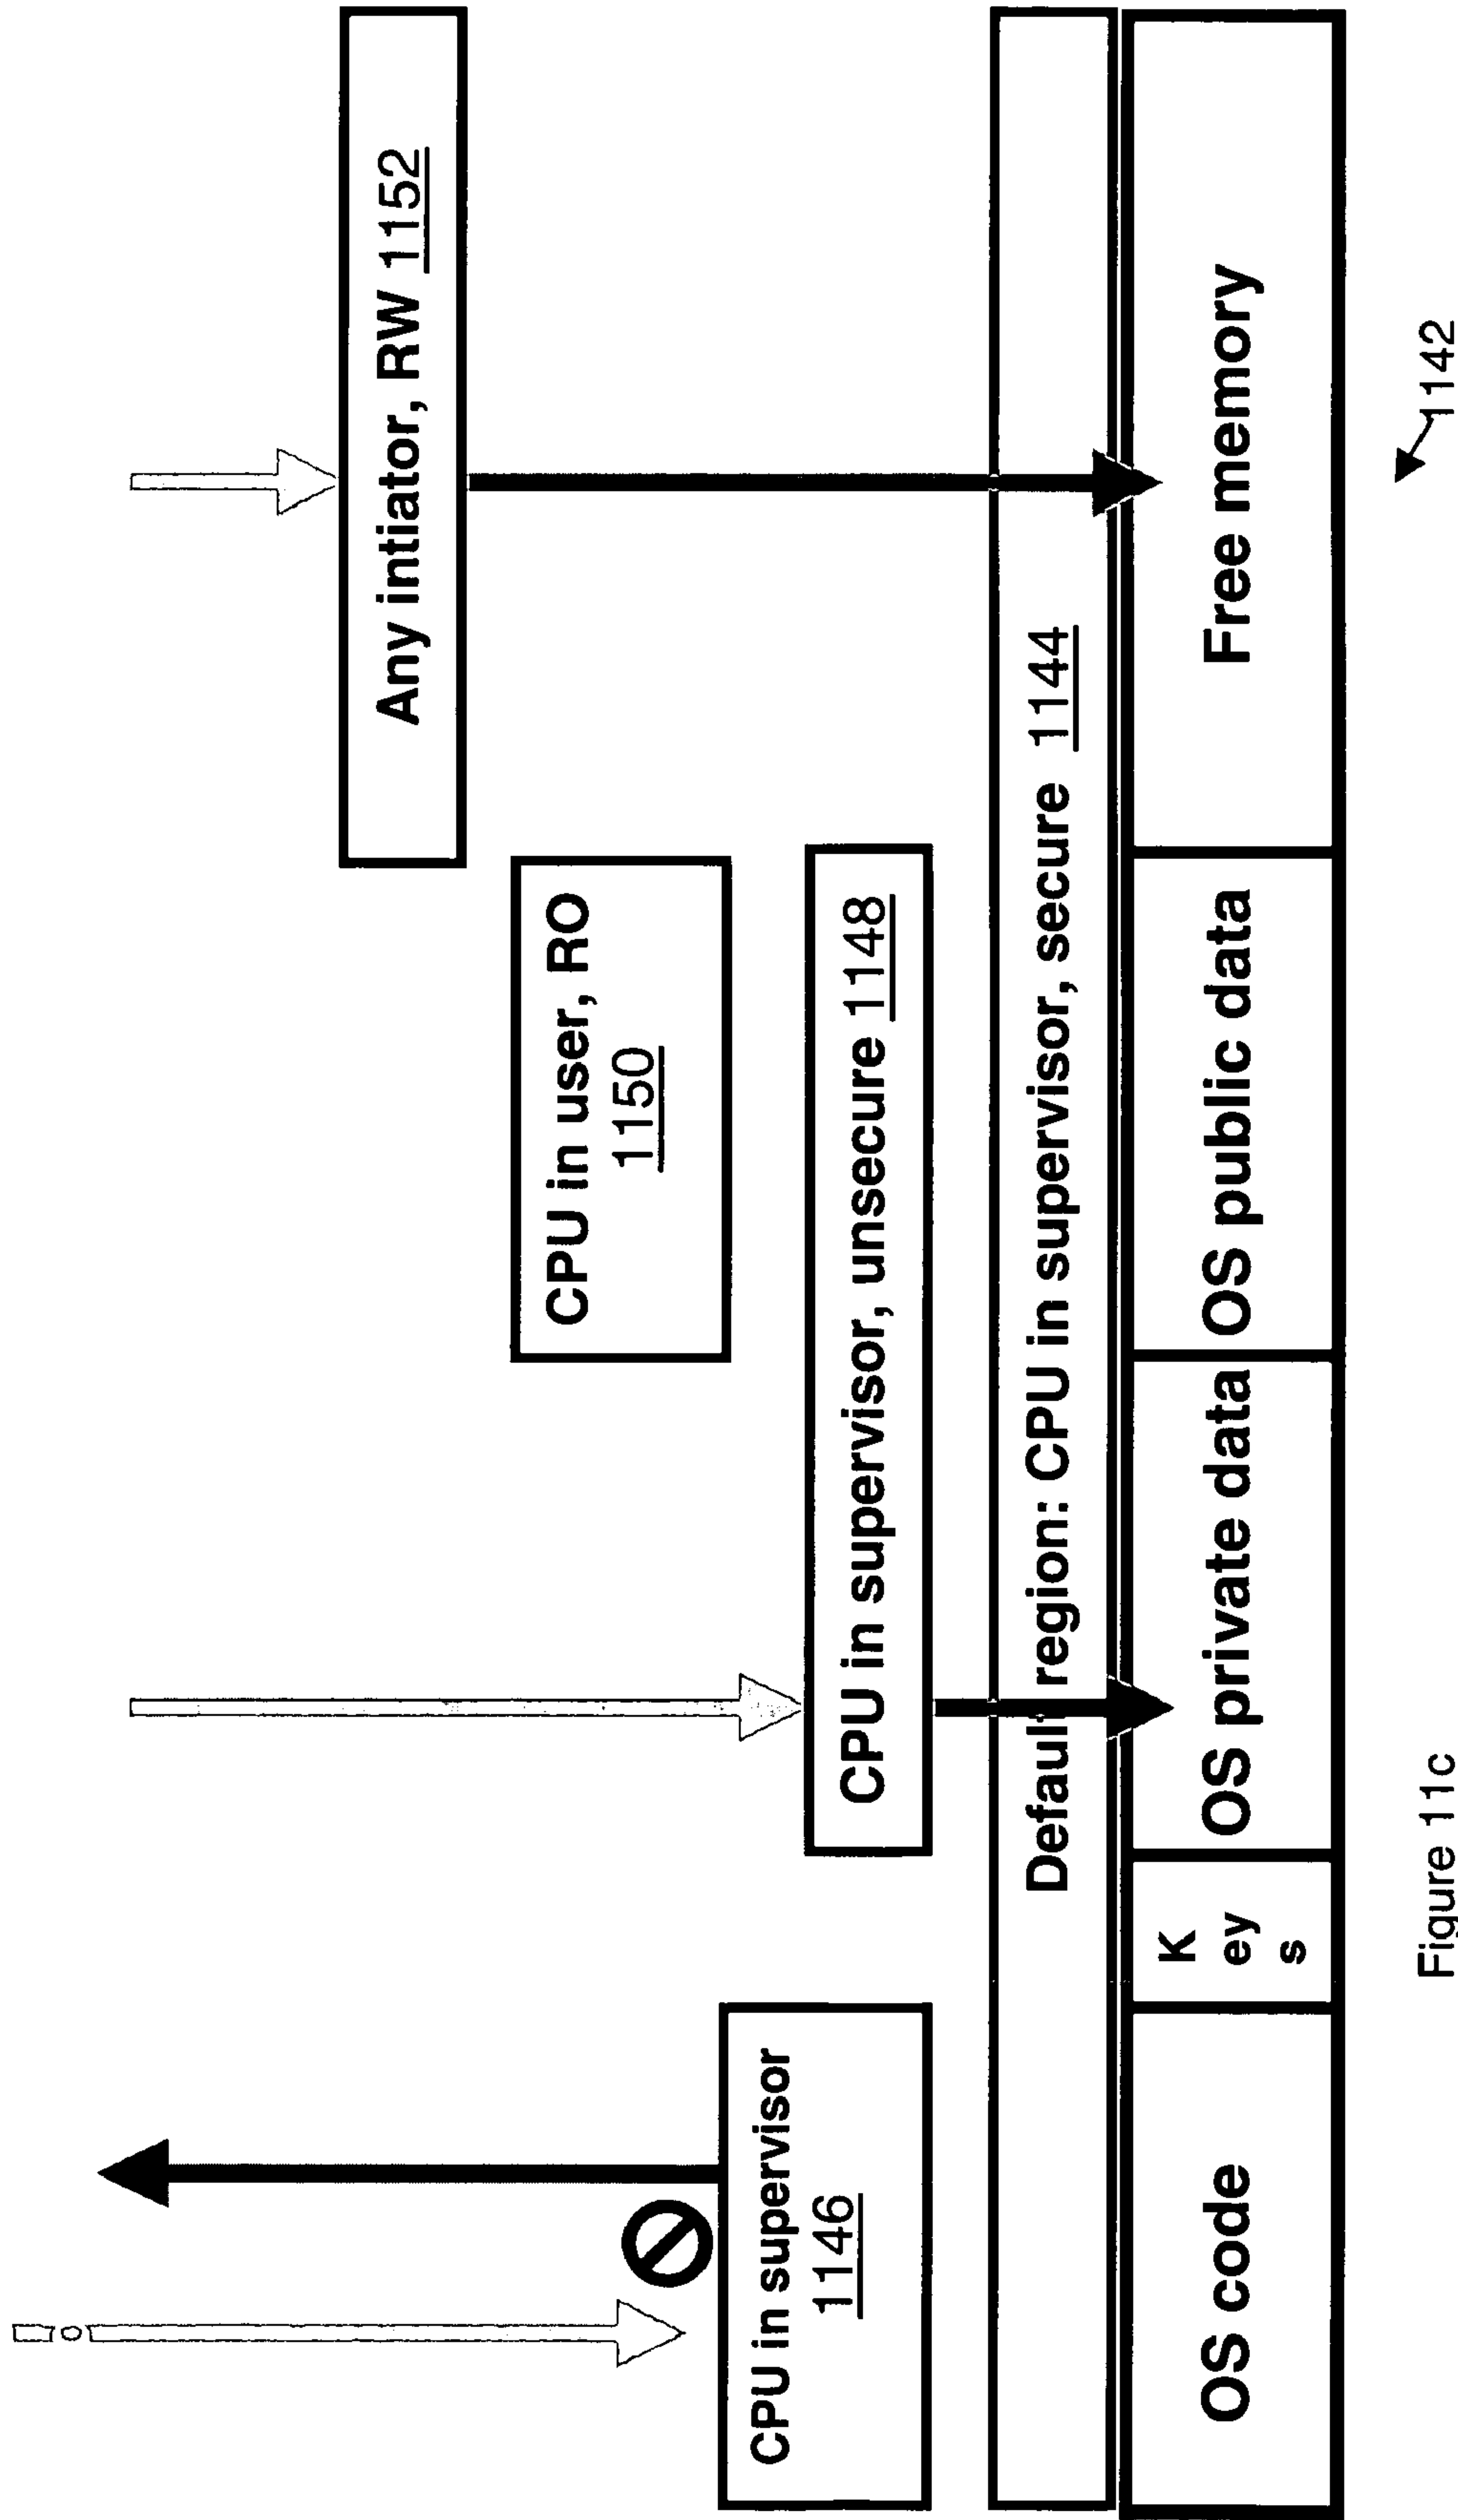 Any intiator, RW 1152
CPU in user, RO
1150
CPU in supervisor
1146
CPU in supervisor, unsecure 1148
Default region: CPU in supervisor, secure 1144
OS code
K
ey
s
OS private data
OS public data
Free memory
1142
Figure 11c